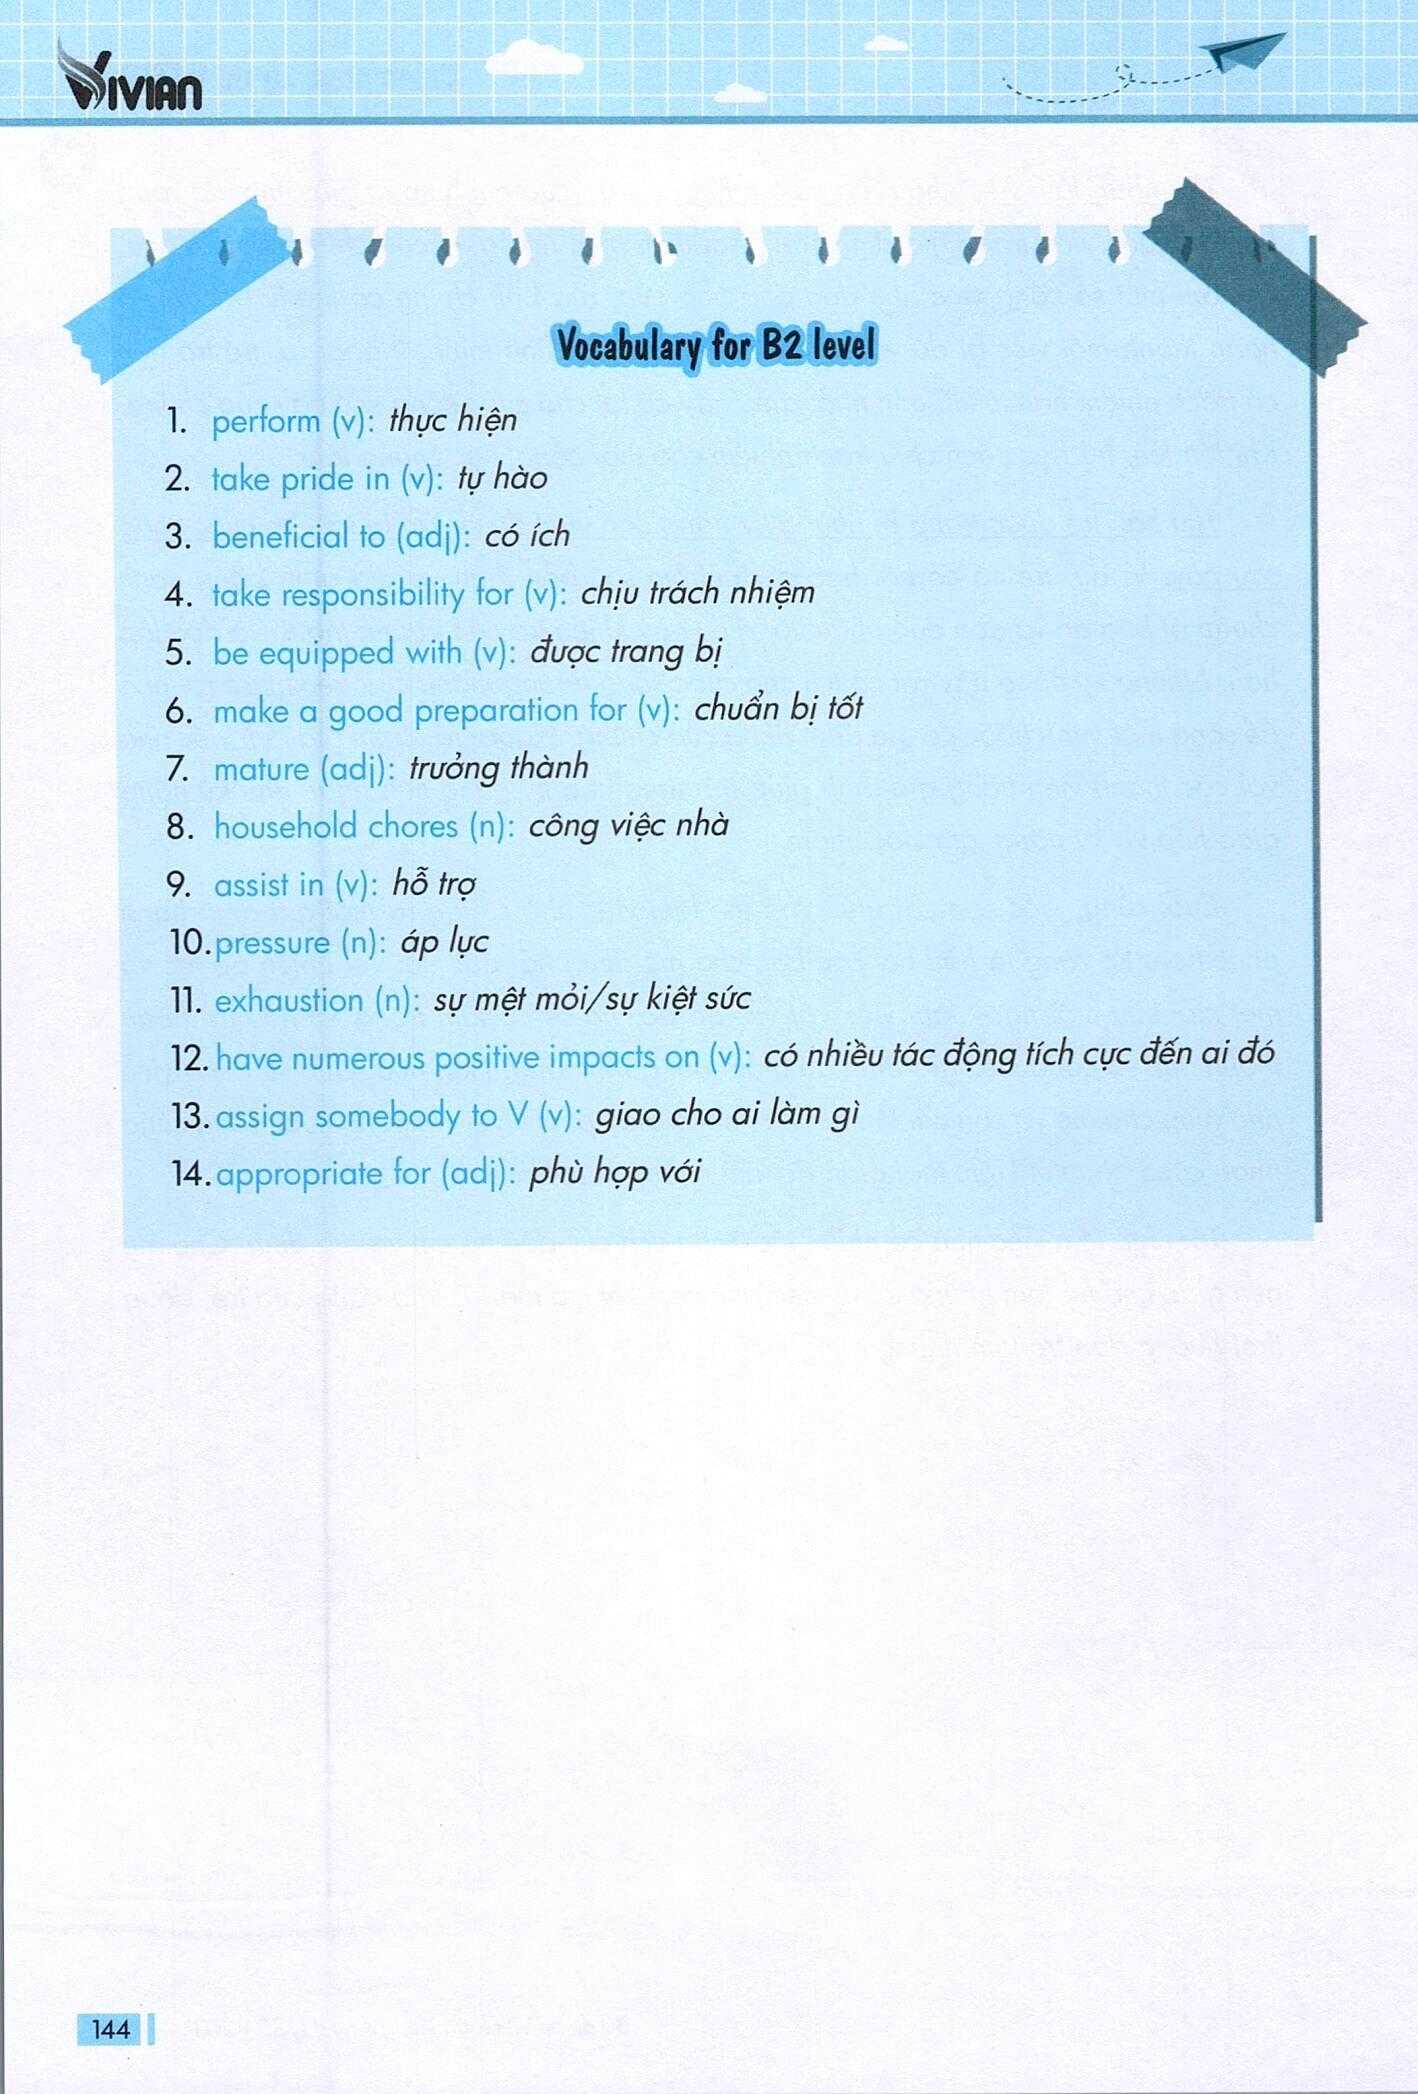 VIVIAN
Vocabulary for B2 level
1. perform (v): thực hiện
2. take pride in (v): tự hào
3. beneficial to (adj): có ích
4. take responsibility for (v): chịu trách nhiệm
5. be equipped with (v): được trang bị
6. make a good preparation for (v): chuẩn bị tốt
7. mature (adj): trưởng thành
8. household chores (n): công việc nhà
9. assist in (v): hỗ trợ
10. pressure (n): áp lực
11. exhaustion (n): sự mệt mỏi/sự kiệt sức
12. have numerous positive impacts on (v): có nhiều tác động tích cực đến ai đó
13. assign somebody to V (v): giao cho ai làm gì
14. appropriate for (adj): phù hợp với
144